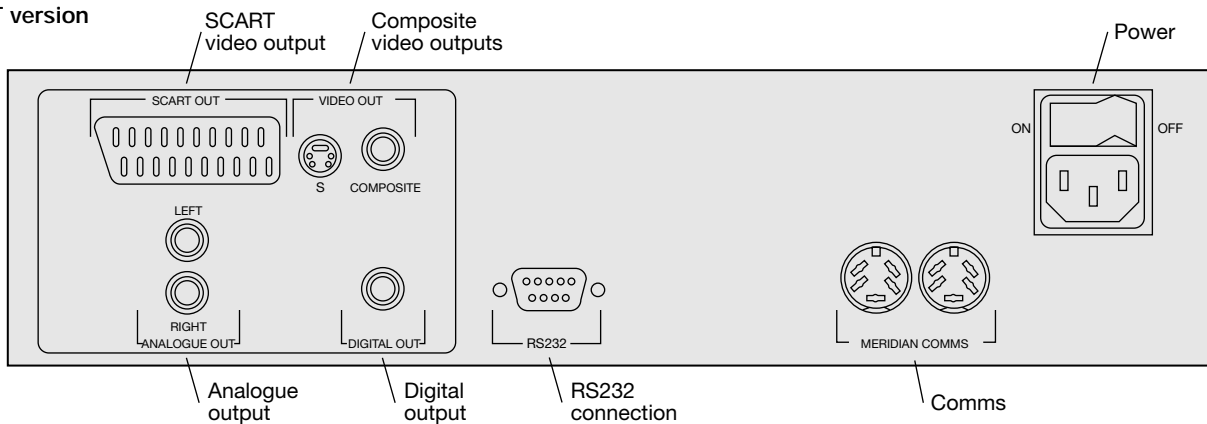 version
SCART
video output
Composite
video outputs
Power
SCART OUT
VIDEO OUT
ON
OFF
S
COMPOSITE
LEFT
RIGHT
ANALOGUE OUT
DIGITAL OUT
RS232
MERIDIAN COMMS
Analogue
output
Digital
output
RS232
connection
Comms